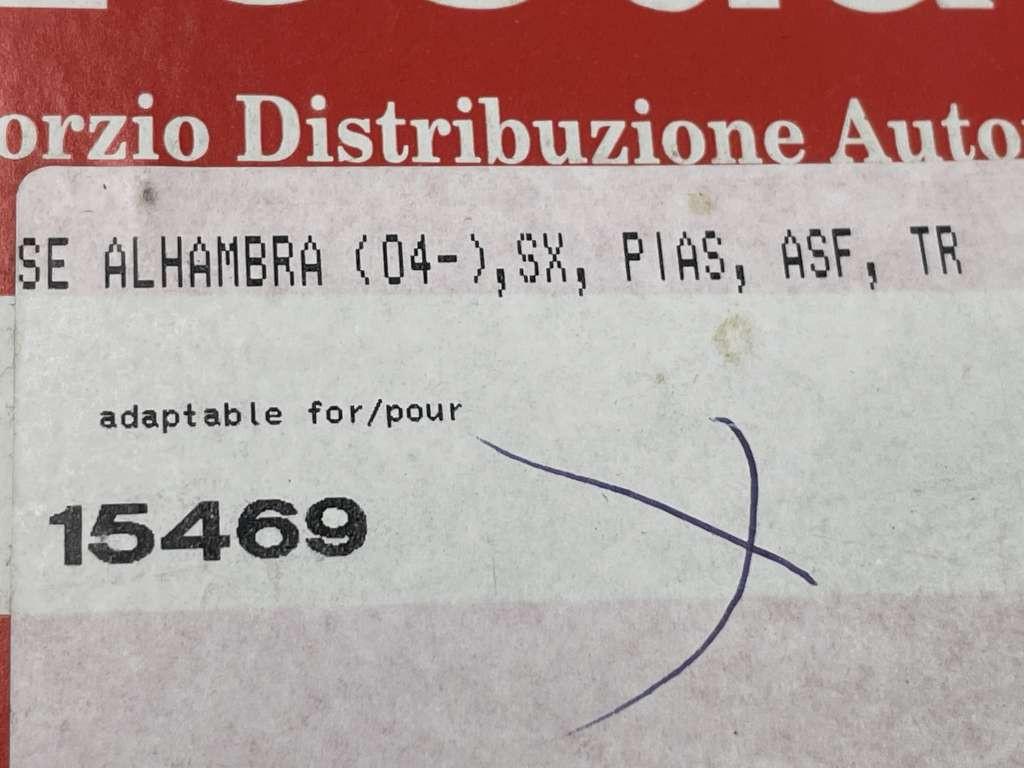 orzio Distribuzione Auto
SE ALHAMBRA (04-),SX, PIAS, ASF, TR
adaptable for/pour
15469